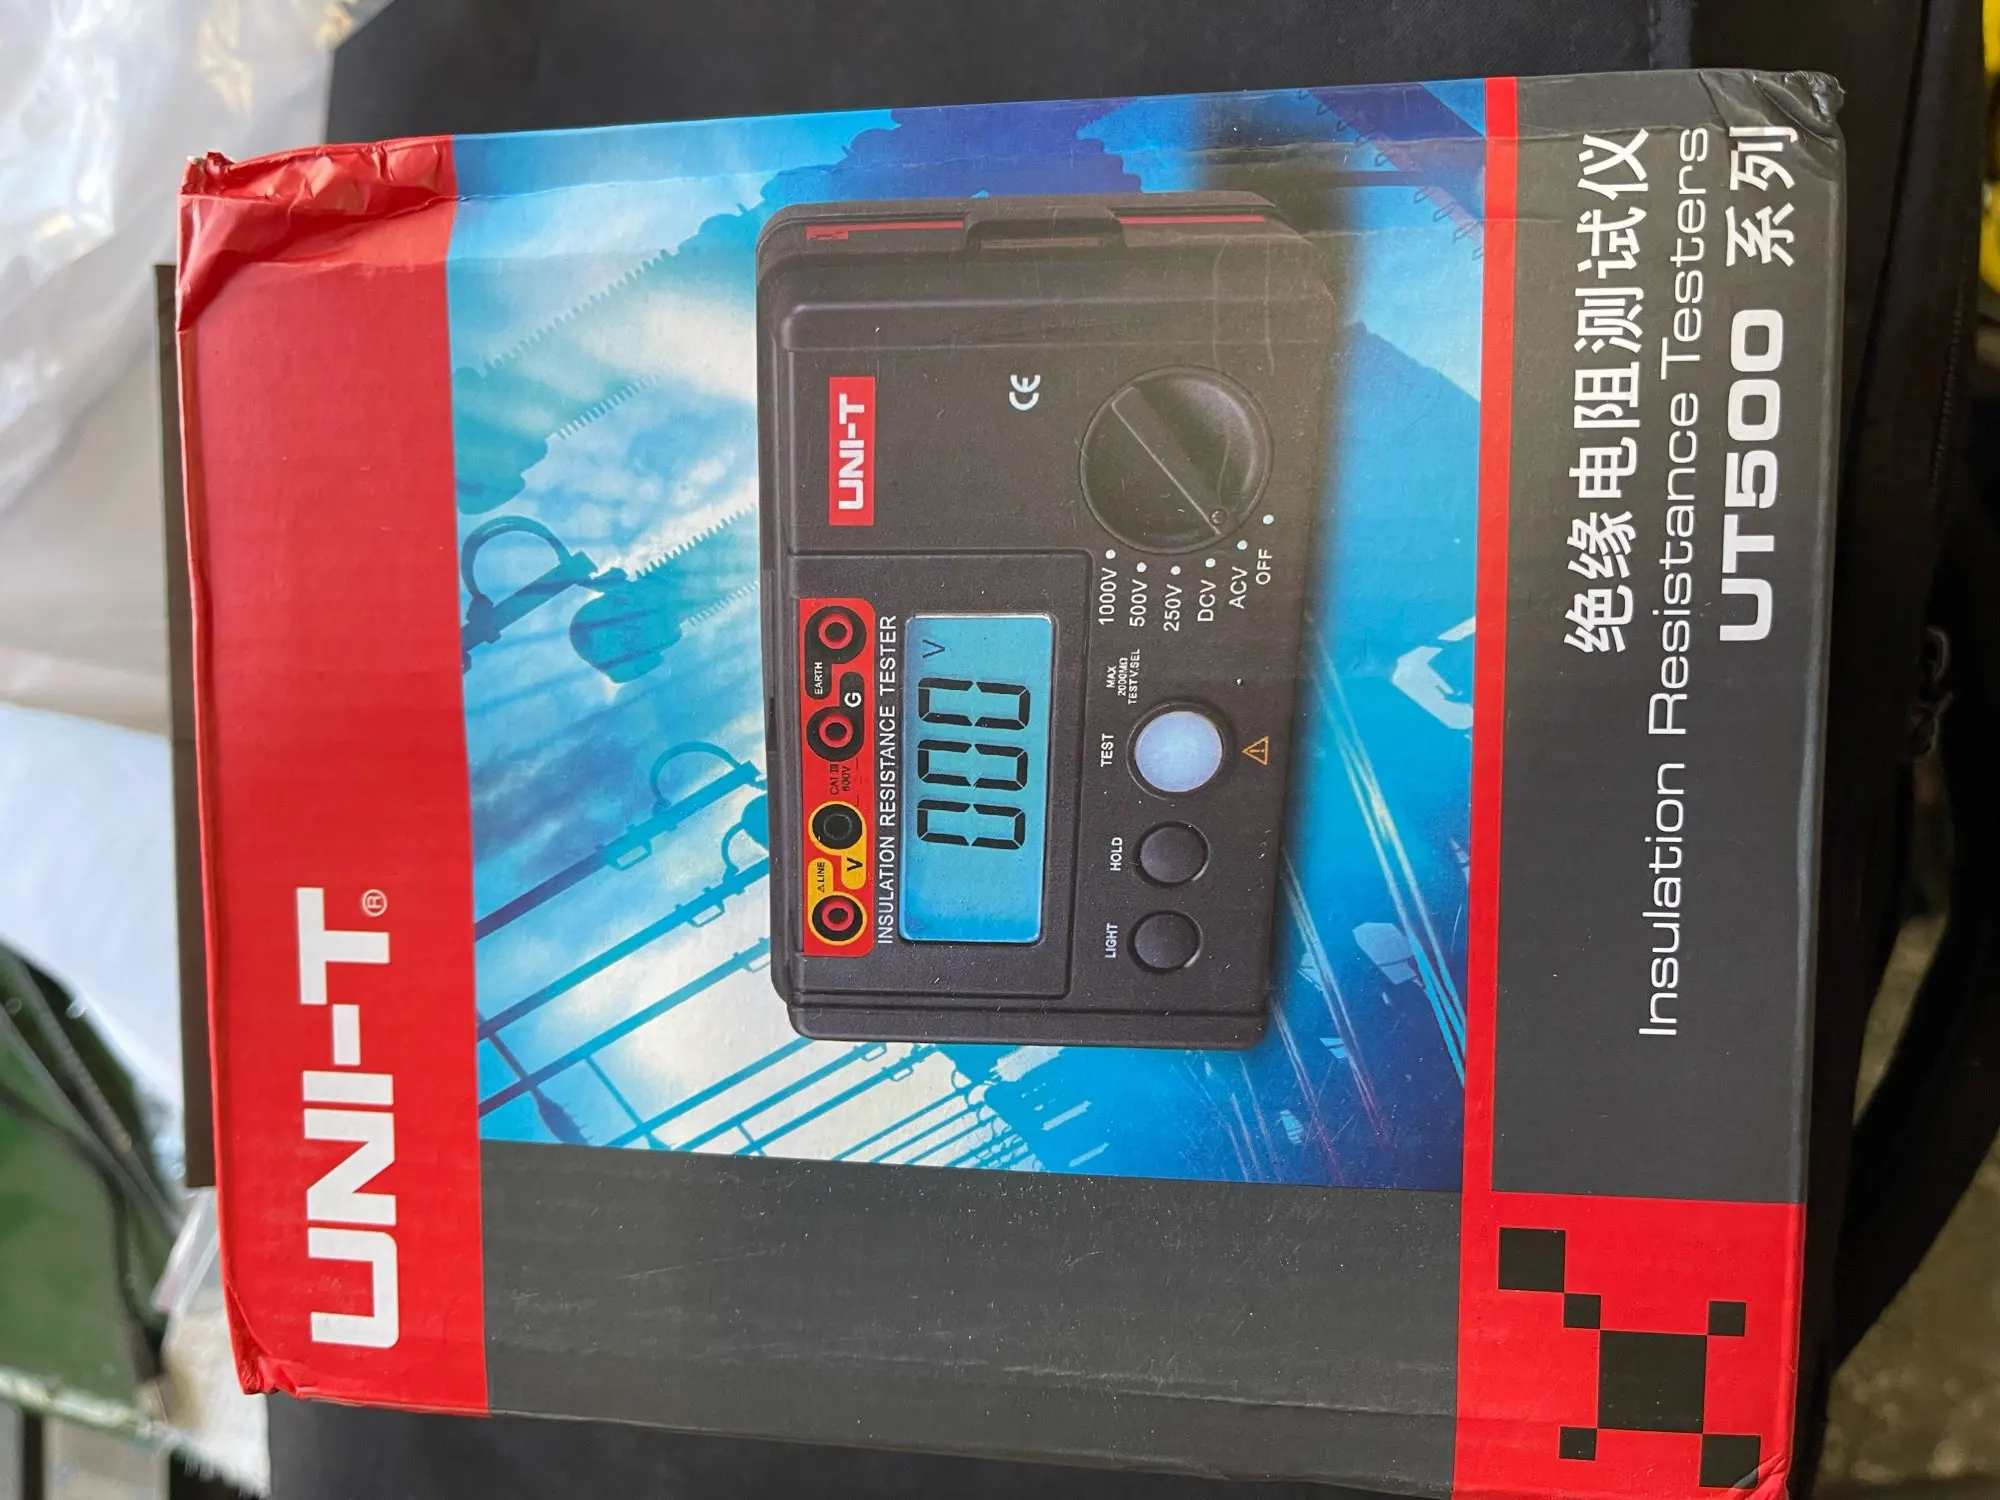 UNI-T®
UNI-T
CE
△ LINE
V
CAT III
600V
G
EARTH
INSULATION RESISTANCE TESTER
000 V
LIGHT
HOLD
TEST
MAX
2000MΩ
TEST V.SEL
1000V
500V
250V
DCV
ACV
OFF
绝缘电阻测试仪
Insulation Resistance Testers
UT500 系列